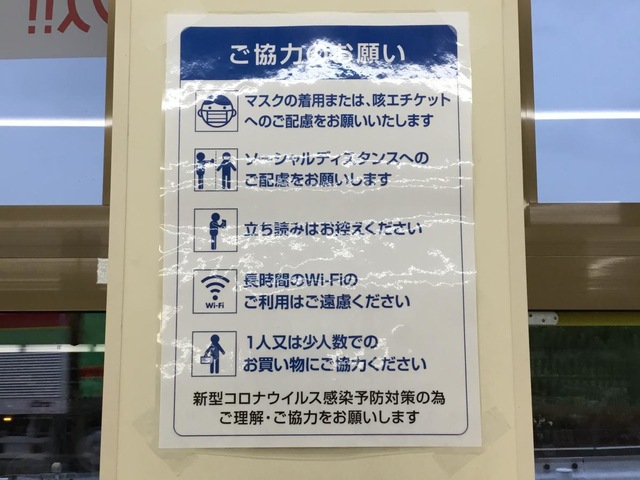 ご協力のお願い
マスクの着用または、咳エチケット
へのご配慮をお願いいたします
ソーシャルディスタンスへの
ご配慮をお願いします
立ち読みはお控えください
長時間のWi-Fiの
ご利用はご遠慮ください
Wi-Fi
1人又は少人数での
お買い物にご協力ください
新型コロナウイルス感染予防対策の為
ご理解・ご協力をお願いします